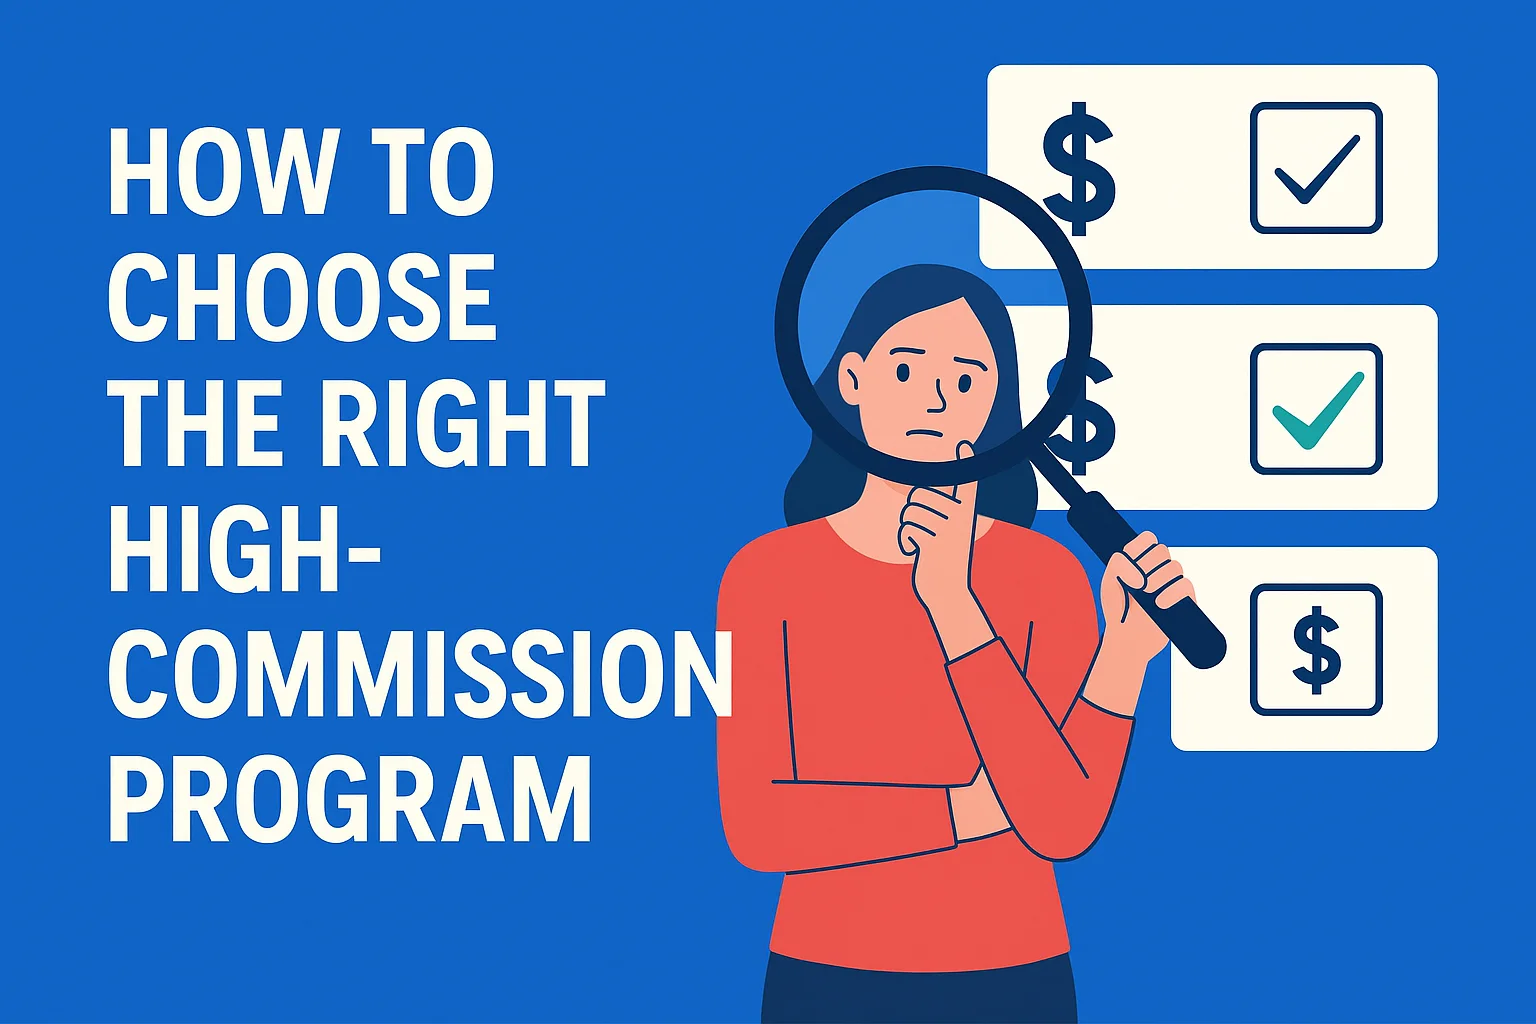 HOW TO
CHOOSE
THE RIGHT
HIGH-
COMMISSION
PROGRAM
$
$
$